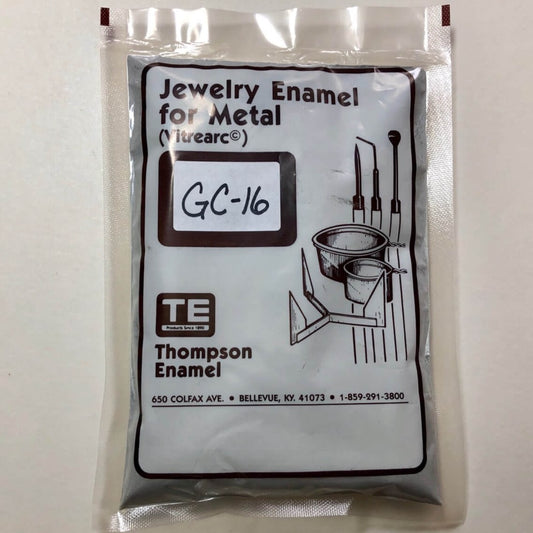 Jewelry Enamel
for Metal
(Vitrearc©)
GC-16
TE
Products Since 1890
Thompson
Enamel
650 COLFAX AVE. • BELLEVUE, KY. 41073 • 1-859-291-3800